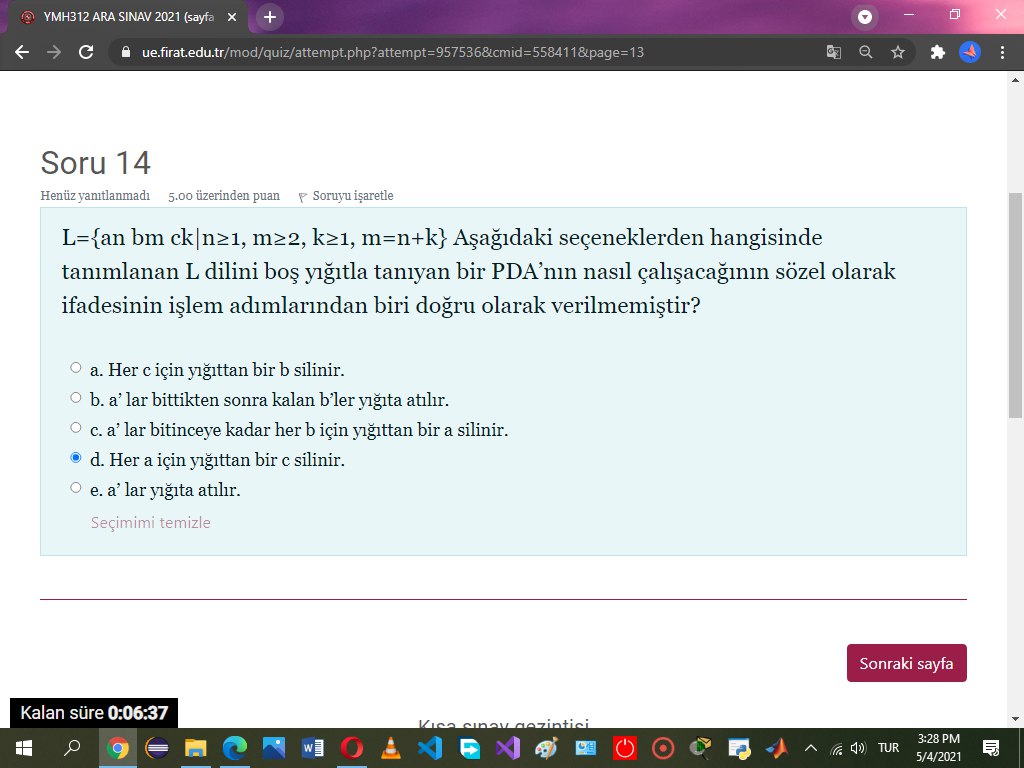 YMH312 ARA SINAV 2021 (sayfa
ue.firat.edu.tr/mod/quiz/attempt.php?attempt=957536&cmid=558411&page=13
Soru 14
Henüz yanıtlanmadı 5.00 üzerinden puan Soruyu işaretle
L={an bm ck|n≥1, m≥2, k≥1, m=n+k} Aşağıdaki seçeneklerden hangisinde
tanımlanan L dilini boş yığıtla tanıyan bir PDA’nın nasıl çalışacağının sözel olarak
ifadesinin işlem adımlarından biri doğru olarak verilmemiştir?
a. Her c için yığıttan bir b silinir.
b. a’ lar bittikten sonra kalan b’ler yığıta atılır.
c. a’ lar bitinceye kadar her b için yığıttan bir a silinir.
d. Her a için yığıttan bir c silinir.
e. a’ lar yığıta atılır.
Seçimimi temizle
Sonraki sayfa
Kalan süre 0:06:37
Kısa sınav gezintisi
TUR
3:28 PM
5/4/2021